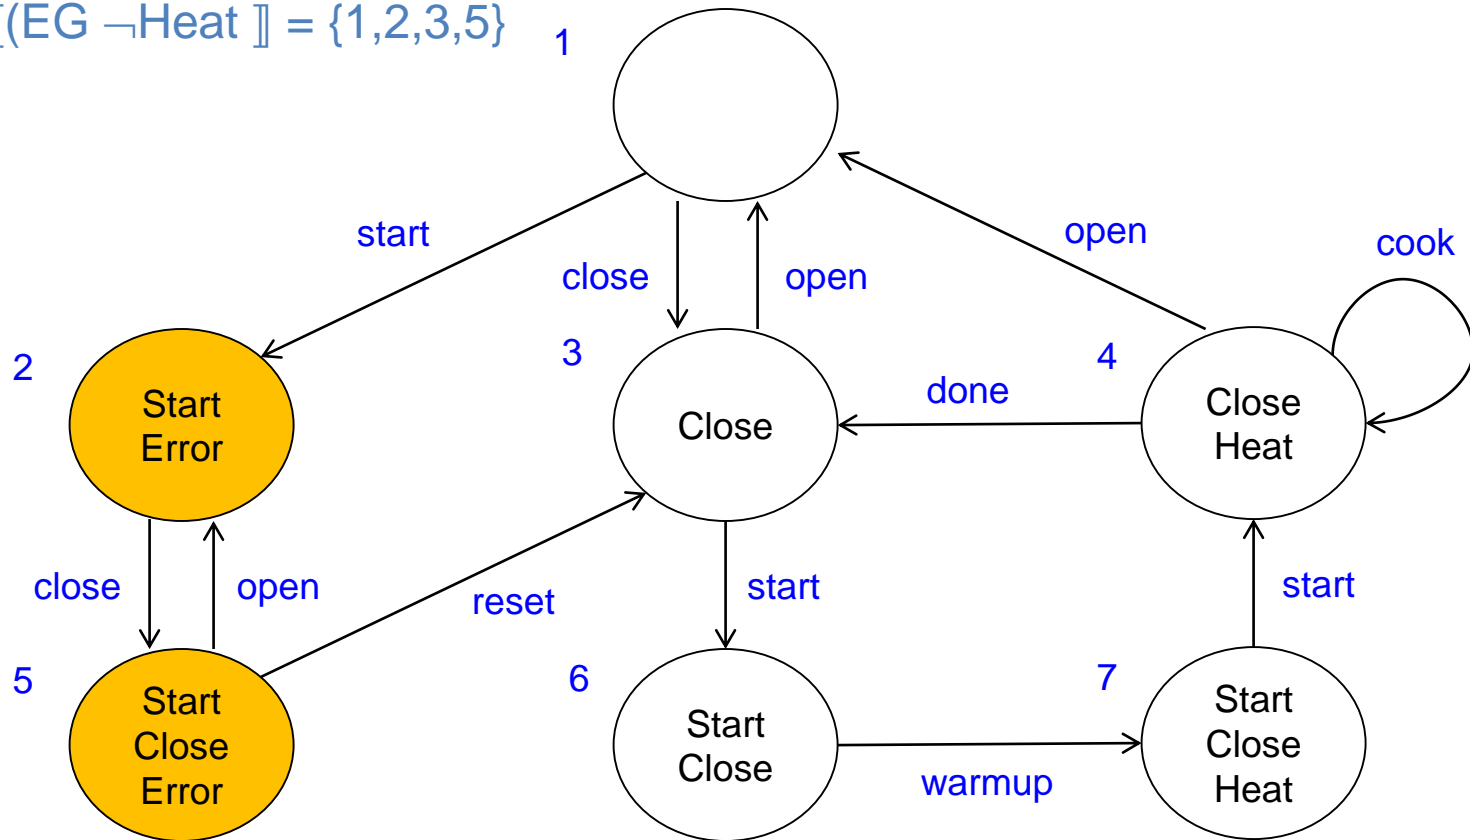 ⟦(EG ¬Heat ⟧ = {1,2,3,5}
1
start
close
open
open
cook
2
Start
Error
3
Close
done
4
Close
Heat
close
open
reset
start
start
5
Start
Close
Error
6
Start
Close
warmup
7
Start
Close
Heat